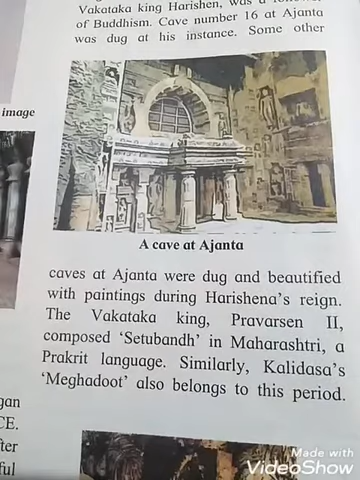 Vakataka king Harishen, was a
of Buddhism. Cave number 16 at Ajanta
was dug at his instance. Some other
image
A cave at Ajanta
caves at Ajanta were dug and beautified
with paintings during Harishena's reign.
The Vakataka king, Pravarsen II,
composed 'Setubandh' in Maharashtri, a
Prakrit language. Similarly, Kalidasa's
'Meghadoot' also belongs to this period.
gan
CE.
fter
ful
Made with
VideoShow